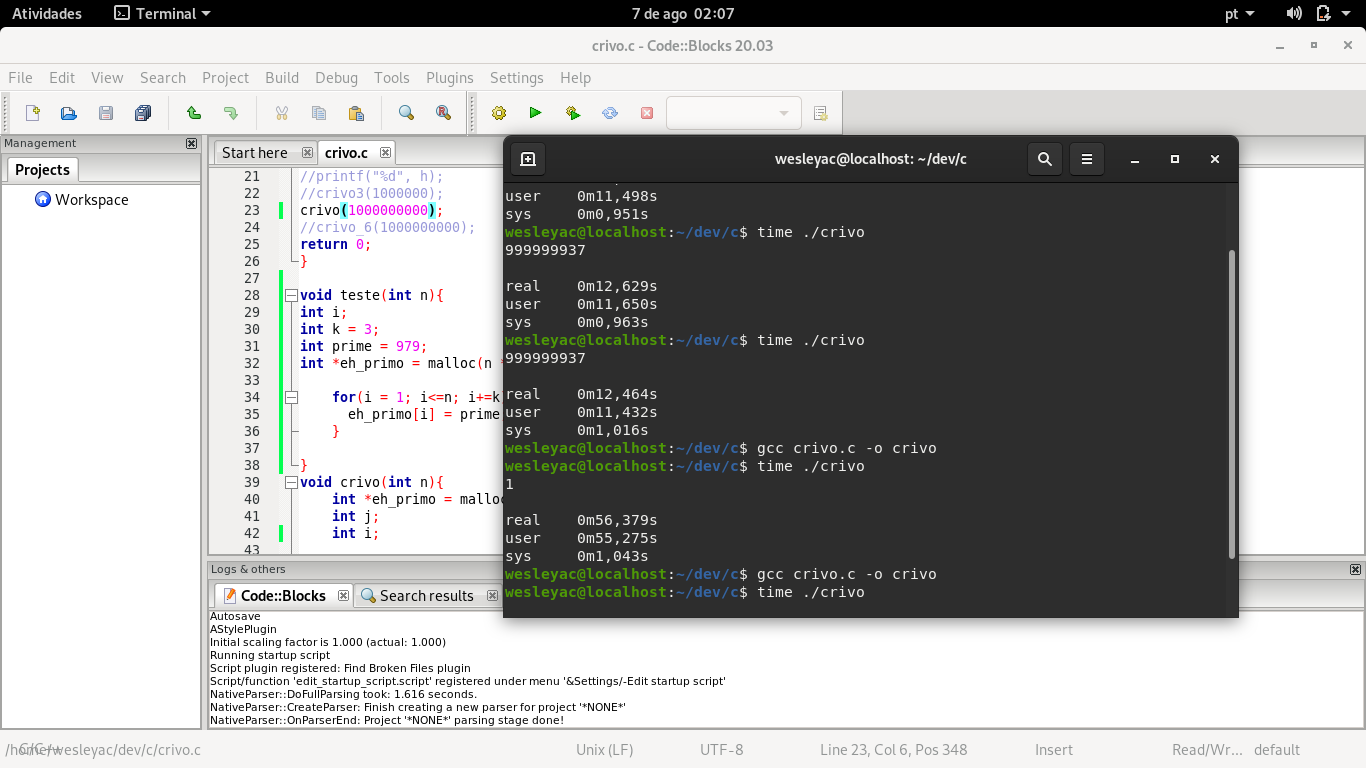 Atividades Terminal 7 de ago 02:07 pt
crivo.c - Code::Blocks 20.03
File Edit View Search Project Build Debug Tools Plugins Settings Help
Management
Projects
Workspace
Start here crivo.c
21 //printf("%d", h);
22 //crivo3(1000000);
23 crivo(1000000000);
24 //crivo_6(1000000000);
25 return 0;
26 }
27
28 void teste(int n){
29 int i;
30 int k = 3;
31 int prime = 979;
32 int *eh_primo = malloc(n *
33
34 for(i = 1; i<=n; i+=k
35 eh_primo[i] = prime
36 }
37
38 }
39 void crivo(int n){
40 int *eh_primo = malloc
41 int j;
42 int i;
43
wesleyac@localhost: ~/dev/c
user 0m11,498s
sys 0m0,951s
wesleyac@localhost:~/dev/c$ time ./crivo
999999937
real 0m12,629s
user 0m11,650s
sys 0m0,963s
wesleyac@localhost:~/dev/c$ time ./crivo
999999937
real 0m12,464s
user 0m11,432s
sys 0m1,016s
wesleyac@localhost:~/dev/c$ gcc crivo.c -o crivo
wesleyac@localhost:~/dev/c$ time ./crivo
1
real 0m56,379s
user 0m55,275s
sys 0m1,043s
wesleyac@localhost:~/dev/c$ gcc crivo.c -o crivo
wesleyac@localhost:~/dev/c$ time ./crivo
Logs & others
Code::Blocks Search results
Autosave
AStylePlugin
Initial scaling factor is 1.000 (actual: 1.000)
Running startup script
Script plugin registered: Find Broken Files plugin
Script/function 'edit_startup_script.script' registered under menu '&Settings/-Edit startup script'
NativeParser::DoFullParsing took: 1.616 seconds.
NativeParser::CreateParser: Finish creating a new parser for project '*NONE*'
NativeParser::OnParserEnd: Project '*NONE*' parsing stage done!
/home/wesleyac/dev/c/crivo.c C/C++ Unix (LF) UTF-8 Line 23, Col 6, Pos 348 Insert Read/Wr... default